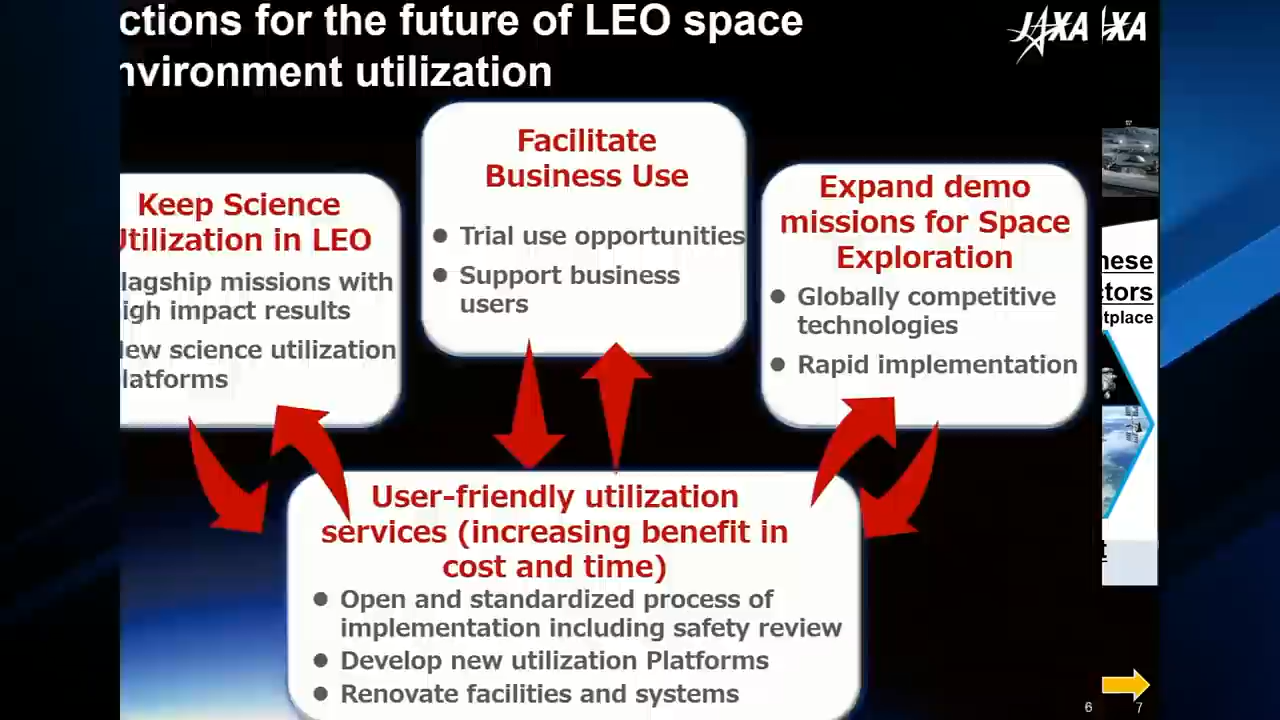 ctions for the future of LEO space
nvironment utilization
JAXA
XA
Facilitate
Business Use
Trial use opportunities
Support business
users
Keep Science
Utilization in LEO
lagship missions with
igh impact results
ew science utilization
latforms
Expand demo
missions for Space
Exploration
Globally competitive
technologies
Rapid implementation
hese
ctors
tplace
User-friendly utilization
services (increasing benefit in
cost and time)
Open and standardized process of
implementation including safety review
Develop new utilization Platforms
Renovate facilities and systems
t
6
7